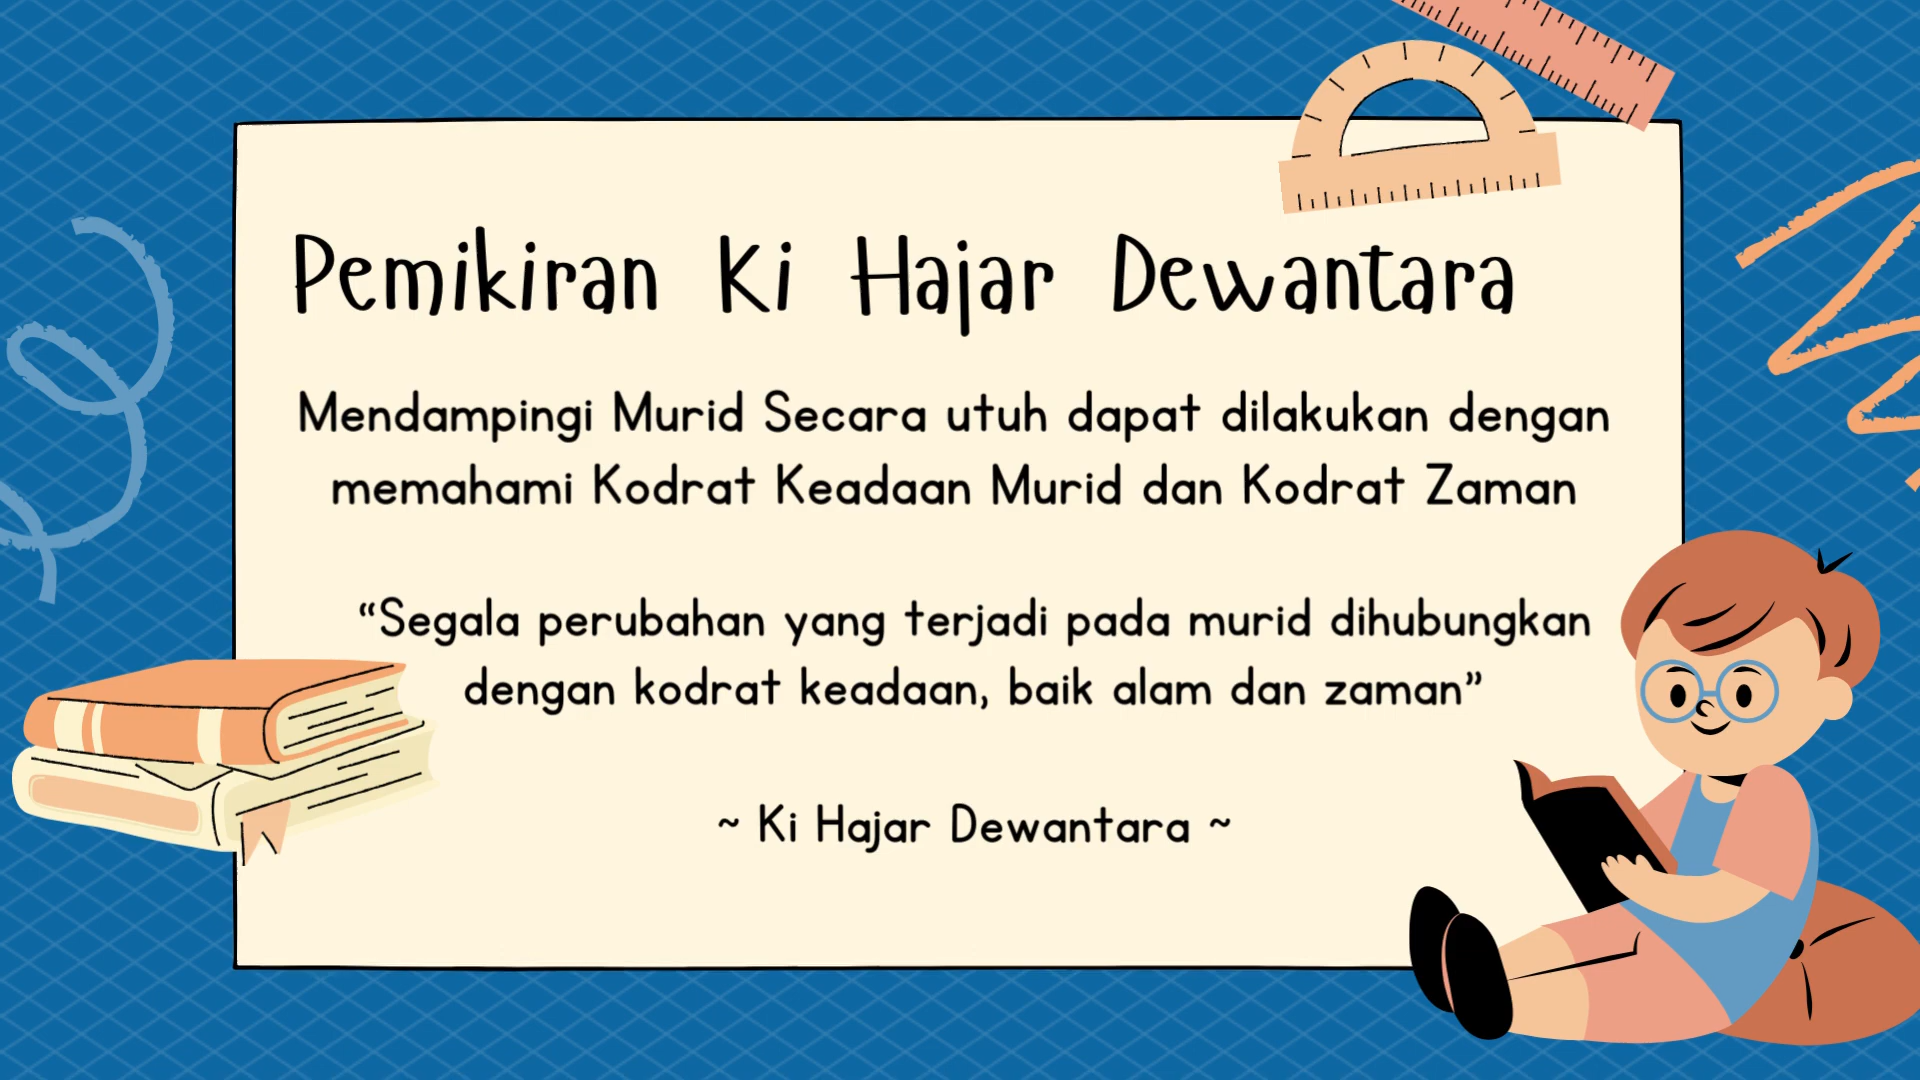 Pemikiran Ki Hajar Dewantara
Mendampingi Murid Secara utuh dapat dilakukan dengan
memahami Kodrat Keadaan Murid dan Kodrat Zaman
“Segala perubahan yang terjadi pada murid dihubungkan
dengan kodrat keadaan, baik alam dan zaman”
~ Ki Hajar Dewantara ~